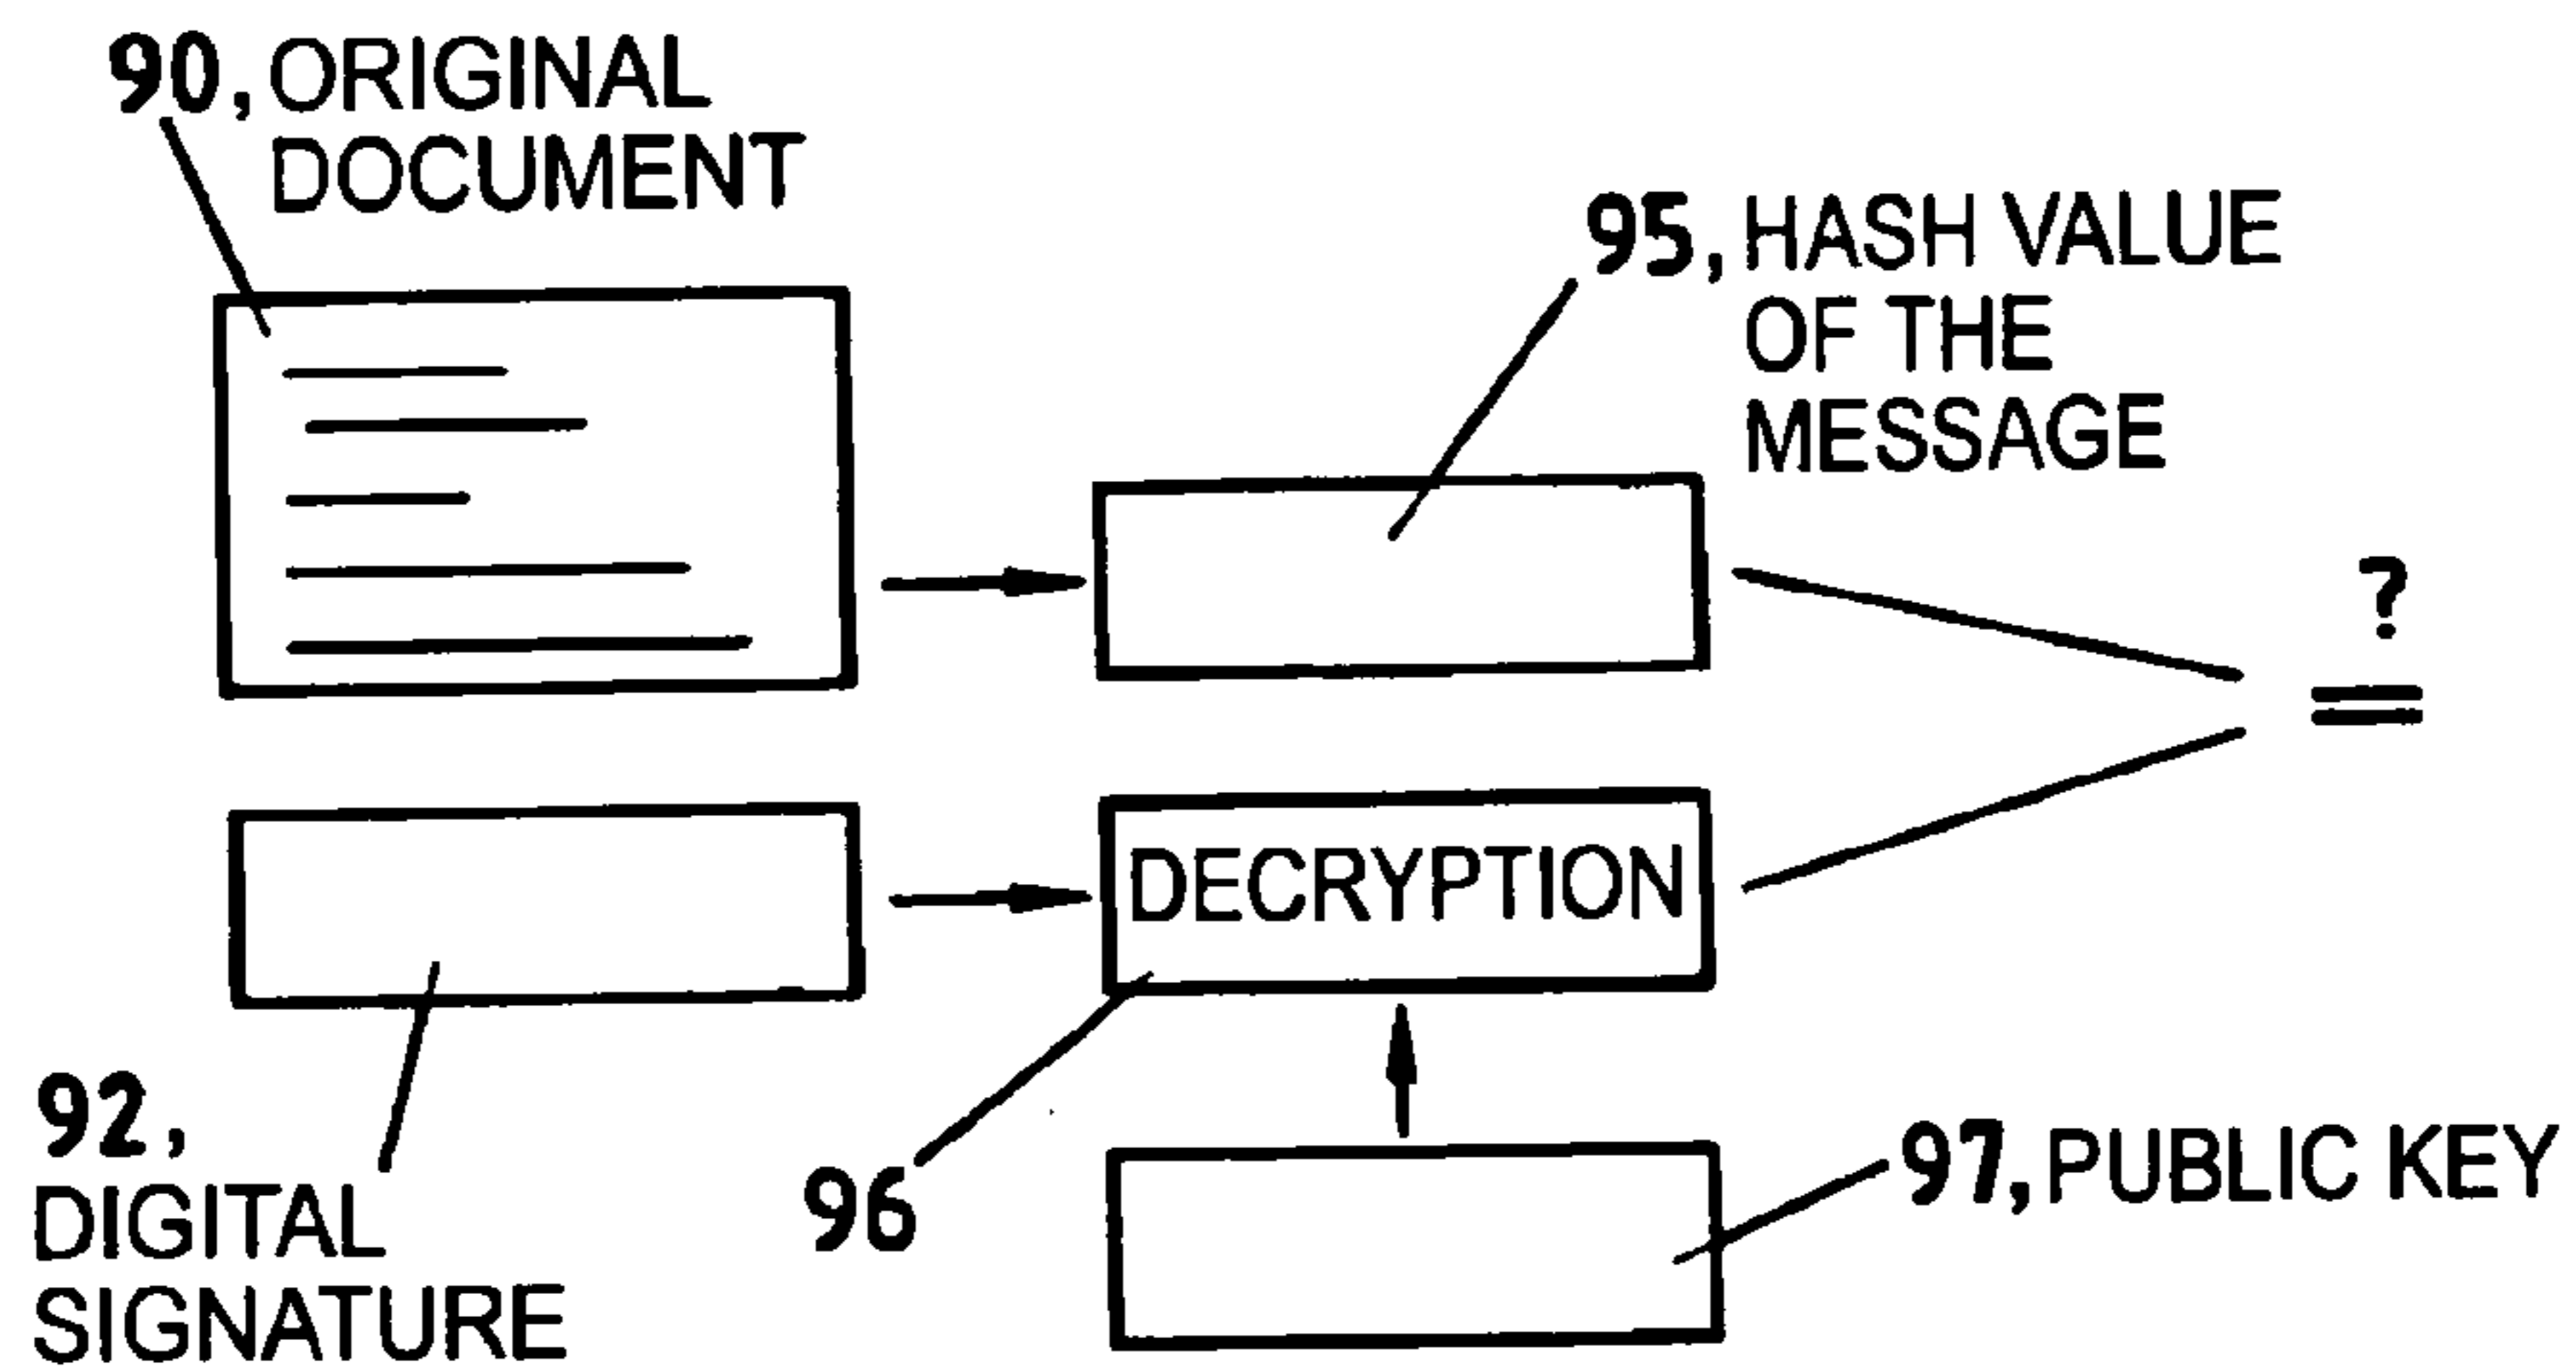 90, ORIGINAL
DOCUMENT
95, HASH VALUE
OF THE
MESSAGE
?
=
DECRYPTION
92,
DIGITAL
SIGNATURE
96
97, PUBLIC KEY